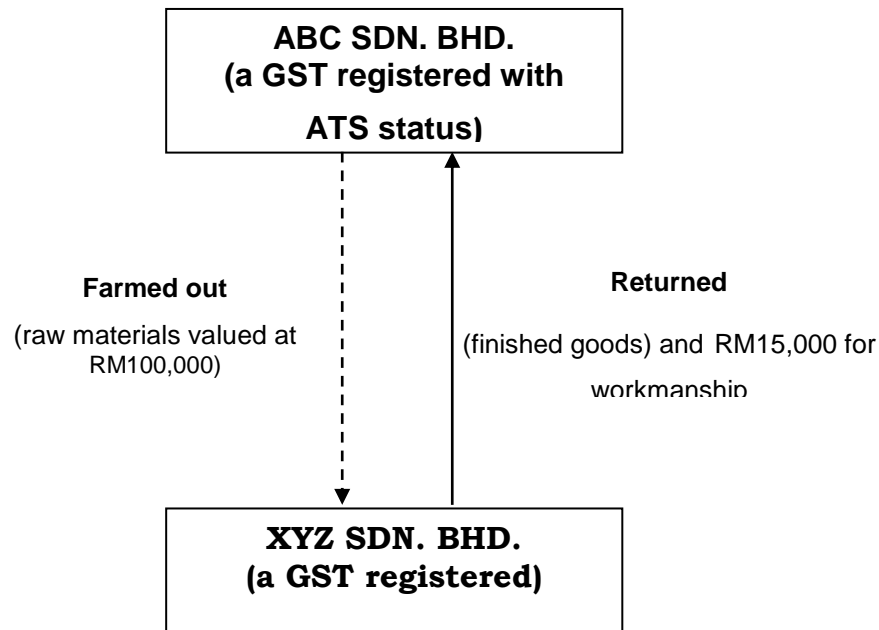 ABC SDN. BHD.
(a GST registered with
ATS status)
Farmed out
(raw materials valued at
RM100,000)
Returned
(finished goods) and RM15,000 for
workmanship
XYZ SDN. BHD.
(a GST registered)